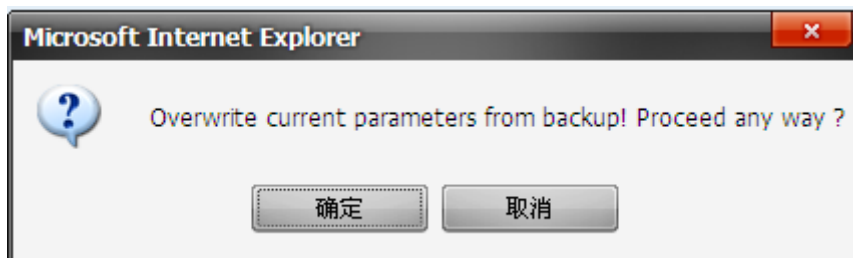 Microsoft Internet Explorer
Overwrite current parameters from backup! Proceed any way ?
确定
取消